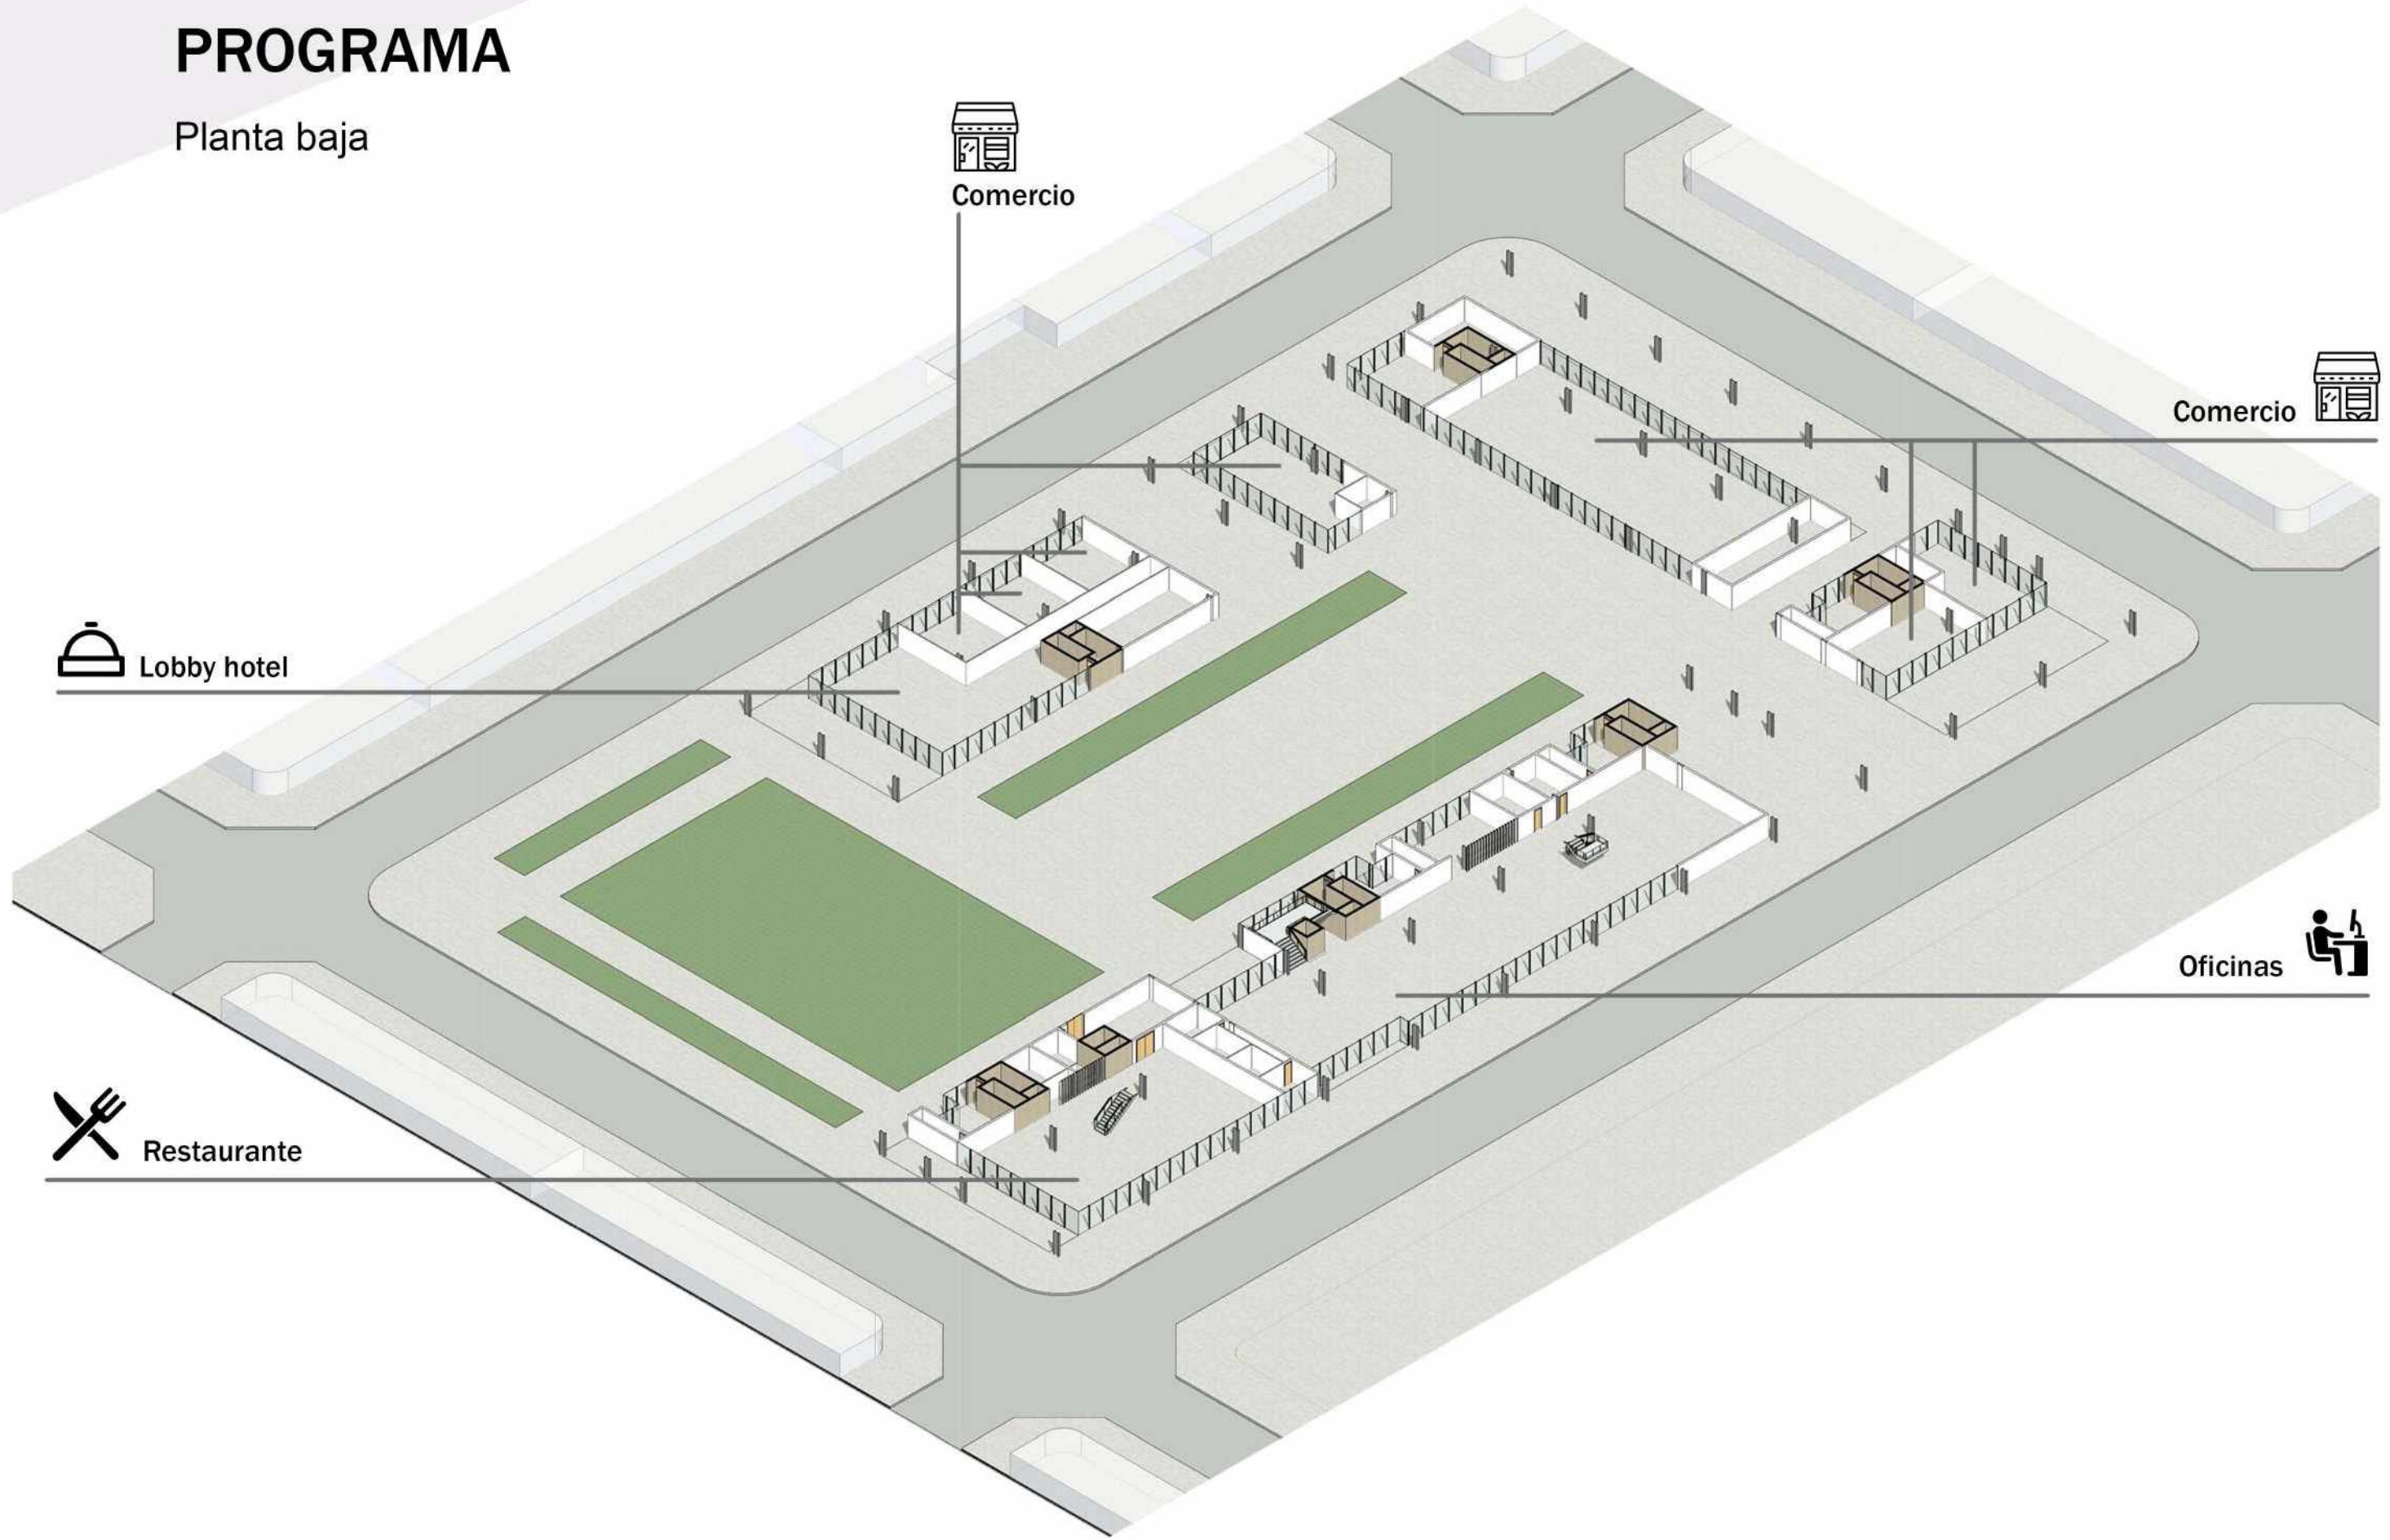 PROGRAMA
Planta baja
Comercio
Comercio
Lobby hotel
Oficinas
Restaurante